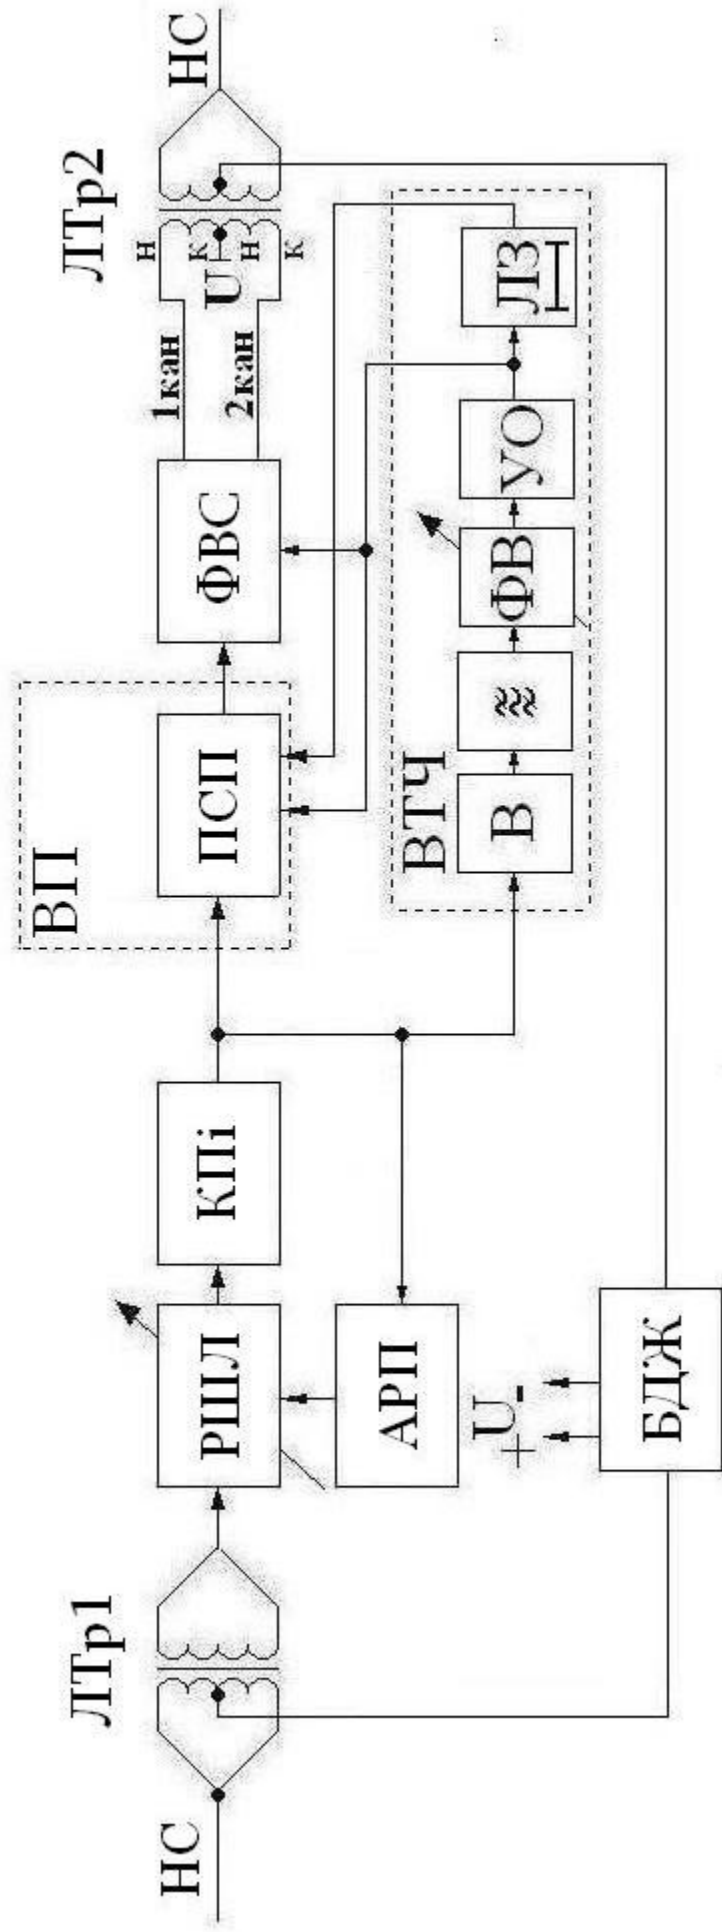 НС
ЛТр1
РШЛ
АРП
U
+ -
БДЖ
КПі
ВП
ПСП
ВТЧ
В
ФВ
УО
ЛЗ
ФВС
1кан
2кан
ЛТр2
н
к
U
н
к
НС